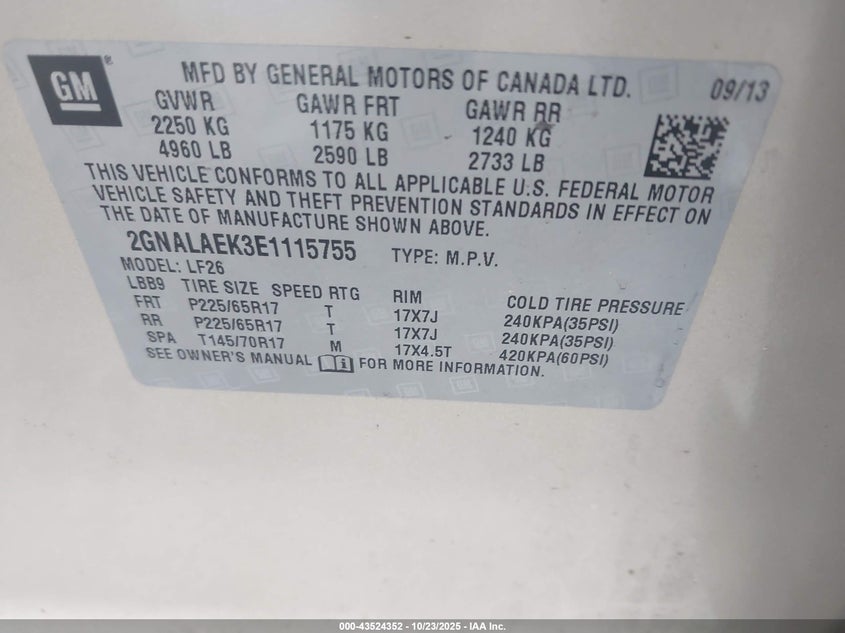 GM
MFD BY GENERAL MOTORS OF CANADA LTD. 09/13
GVWR GAWR FRT GAWR RR
2250 KG 1175 KG 1240 KG
4960 LB 2590 LB 2733 LB
THIS VEHICLE CONFORMS TO ALL APPLICABLE U.S. FEDERAL MOTOR
VEHICLE SAFETY AND THEFT PREVENTION STANDARDS IN EFFECT ON
THE DATE OF MANUFACTURE SHOWN ABOVE.
2GNALAEK3E1115755 TYPE: M.P.V.
MODEL: LF26
LBB9 TIRE SIZE SPEED RTG RIM COLD TIRE PRESSURE
FRT P225/65R17 T 17X7J 240KPA(35PSI)
RR P225/65R17 T 17X7J 240KPA(35PSI)
SPA T145/70R17 M 17X4.5T 420KPA(60PSI)
SEE OWNER'S MANUAL FOR MORE INFORMATION.
000-43524352 | 10/23/2025 - IAA Inc.